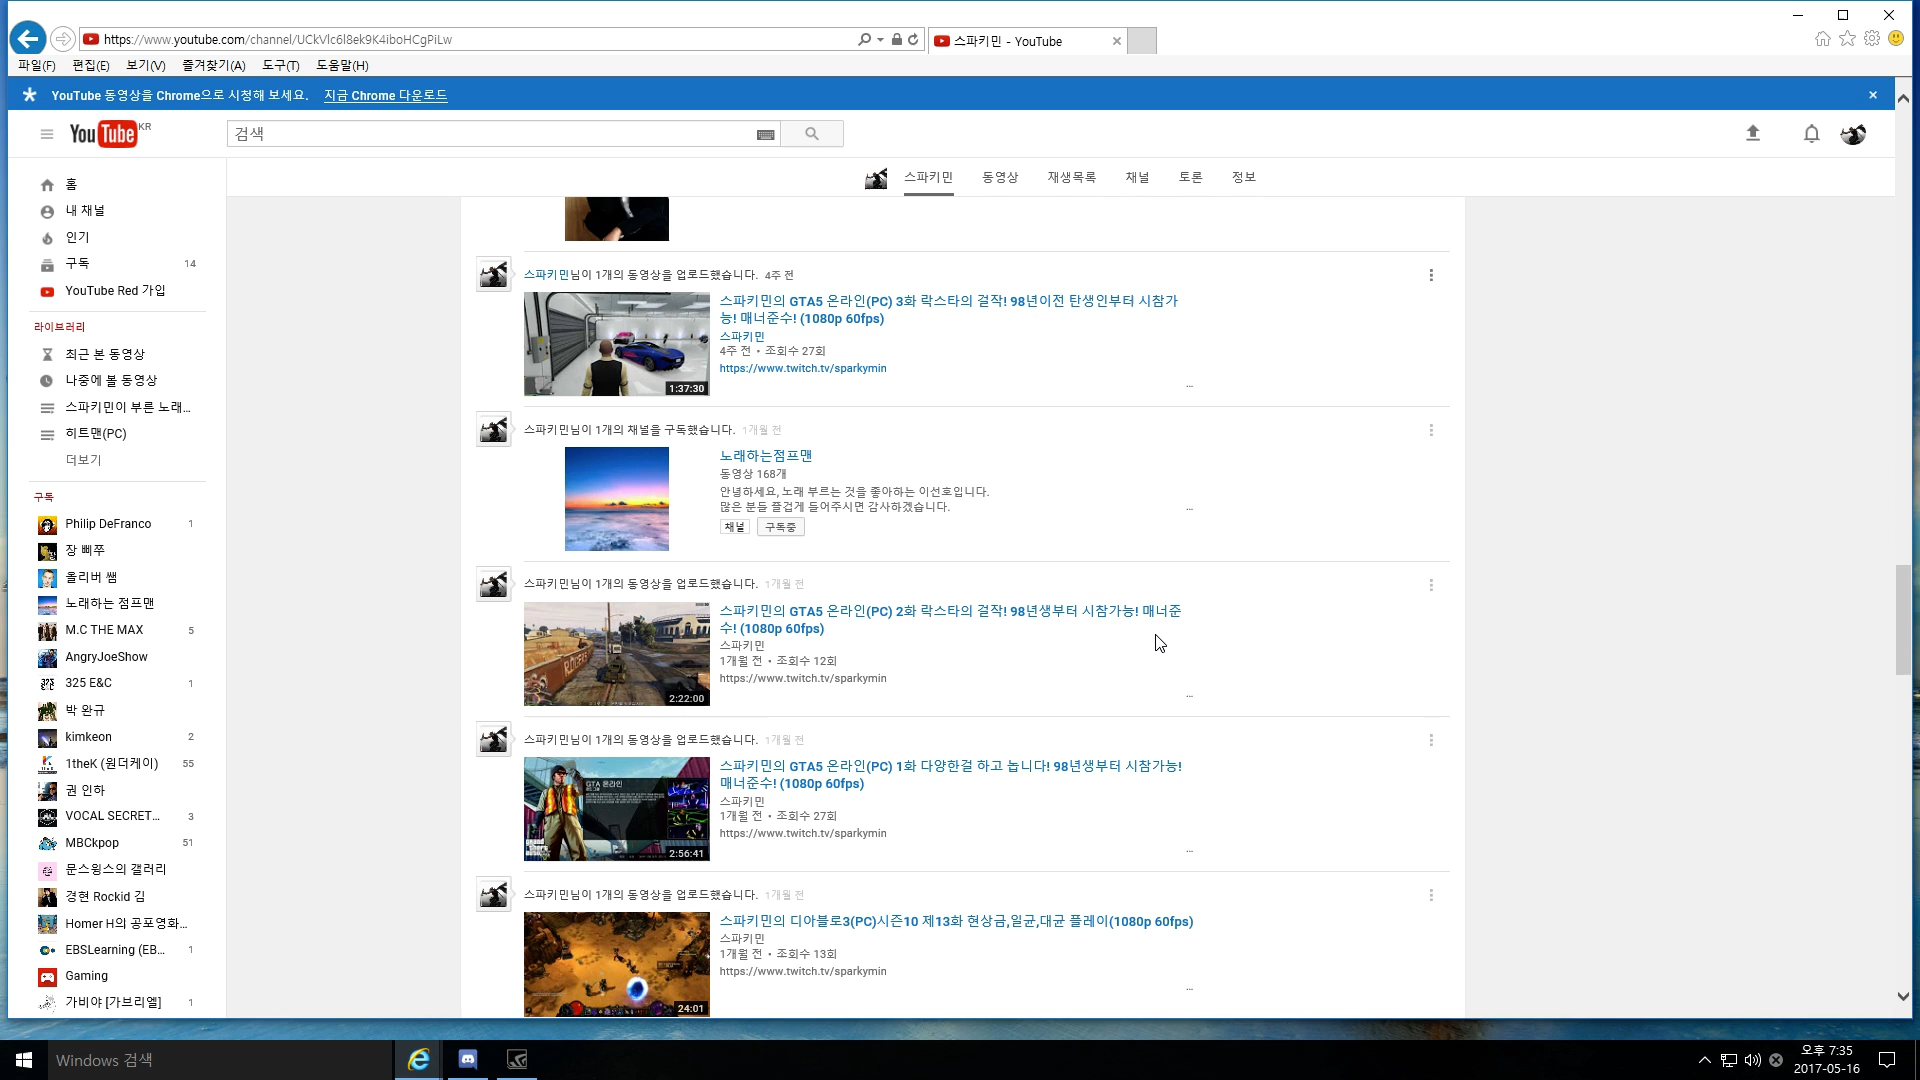 https://www.youtube.com/channel/UCkVlc6l8ek9K4iboHCgPiLw
스파키민 - YouTube
파일(F) 편집(E) 보기(V) 즐겨찾기(A) 도구(T) 도움말(H)
YouTube 동영상을 Chrome으로 시청해 보세요. 지금 Chrome 다운로드
YouTube KR
검색
스파키민 동영상 재생목록 채널 토론 정보
홈
내 채널
인기
구독 14
YouTube Red 가입
라이브러리
최근 본 동영상
나중에 볼 동영상
스파키민이 부른 노래...
히트맨(PC)
더보기
구독
Philip DeFranco 1
장 삐쭈
올리버 쌤
노래하는 점프맨
M.C THE MAX 5
AngryJoeShow
325 E&C 1
박 완규
kimkeon 2
1theK (원더케이) 55
권 인하
VOCAL SECRET... 3
MBCkpop 51
문스윙스의 갤러리
경현 Rockid 김
Homer H의 공포영화...
EBSLearning (EB... 1
Gaming
가비야 [가브리엘] 1
스파키민님이 1개의 동영상을 업로드했습니다. 4주 전
스파키민의 GTA5 온라인(PC) 3화 락스타의 걸작! 98년이전 탄생인부터 시참가
능! 매너준수! (1080p 60fps)
스파키민
4주 전 • 조회수 27회
https://www.twitch.tv/sparkymin
1:37:30
...
스파키민님이 1개의 채널을 구독했습니다. 1개월 전
노래하는점프맨
동영상 168개
안녕하세요, 노래 부르는 것을 좋아하는 이선호입니다.
많은 분들 즐겁게 들어주시면 감사하겠습니다.
...
채널 구독중
스파키민님이 1개의 동영상을 업로드했습니다. 1개월 전
스파키민의 GTA5 온라인(PC) 2화 락스타의 걸작! 98년생부터 시참가능! 매너준
수! (1080p 60fps)
스파키민
1개월 전 • 조회수 12회
https://www.twitch.tv/sparkymin
2:22:00
...
스파키민님이 1개의 동영상을 업로드했습니다. 1개월 전
스파키민의 GTA5 온라인(PC) 1화 다양한걸 하고 놉니다! 98년생부터 시참가능!
매너준수! (1080p 60fps)
스파키민
1개월 전 • 조회수 27회
https://www.twitch.tv/sparkymin
GTA 온라인
2:56:41
...
스파키민님이 1개의 동영상을 업로드했습니다. 1개월 전
스파키민의 디아블로3(PC)시즌10 제13화 현상금,일균,대균 플레이(1080p 60fps)
스파키민
1개월 전 • 조회수 13회
https://www.twitch.tv/sparkymin
...
24:01
Windows 검색
오후 7:35
2017-05-16